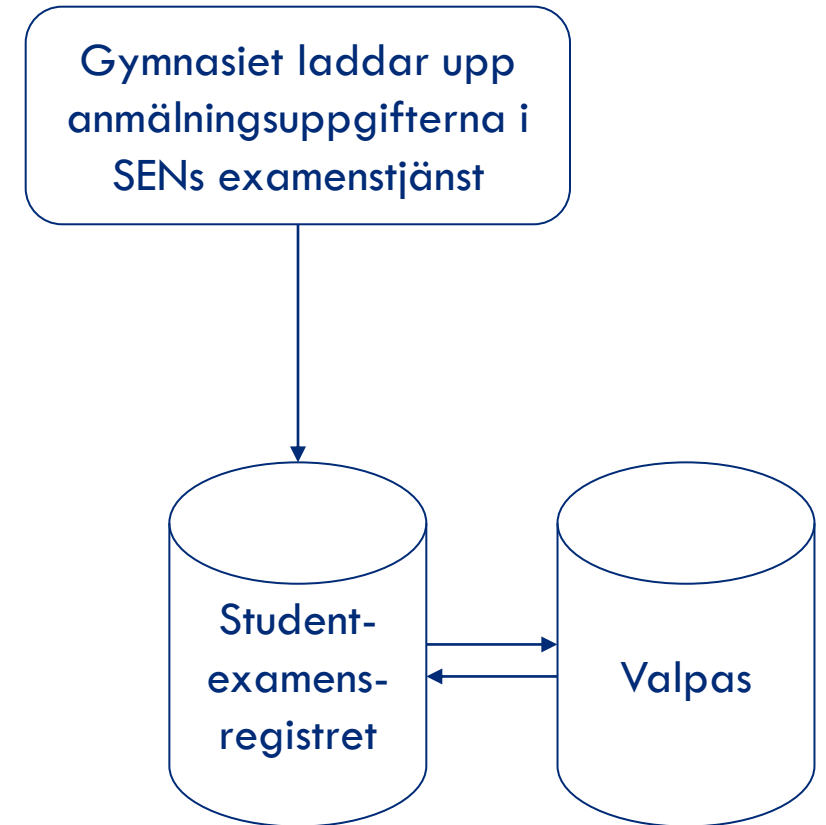 Gymnasiet laddar upp
anmälningsuppgifterna i
SENs examenstjänst
Student-
examens-
registret
Valpas